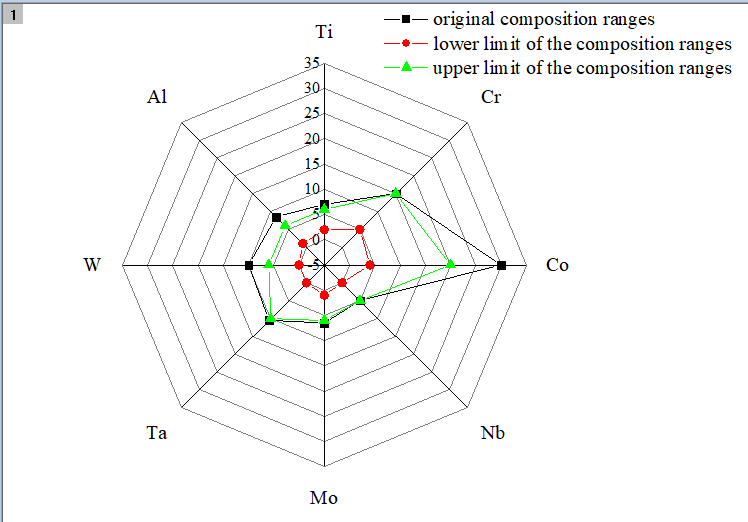 1
original composition ranges
lower limit of the composition ranges
upper limit of the composition ranges
Ti
Cr
Co
Nb
Mo
Ta
W
Al
35
30
25
20
15
10
5
0
-5